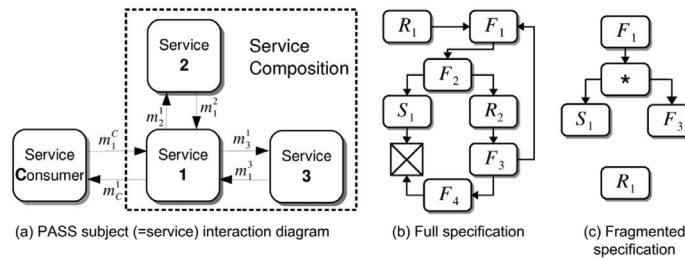 Service
2
Service
Composition
m_2^1
m_1^2
Service
Consumer
m_1^C
m_C^1
Service
1
m_3^1
m_1^3
Service
3
(a) PASS subject (=service) interaction diagram
R_1
F_1
F_2
S_1
R_2
F_3
F_4
(b) Full specification
F_1
*
S_1
F_3
R_1
(c) Fragmented
specification